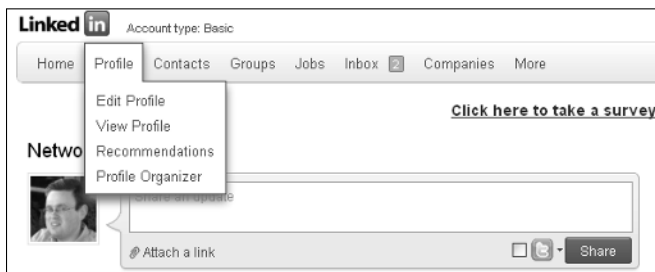 Linked in Account type: Basic
Home Profile Contacts Groups Jobs Inbox 2 Companies More
Edit Profile
View Profile
Recommendations
Profile Organizer
Click here to take a survey
Netwo
Share an update
Attach a link
Share